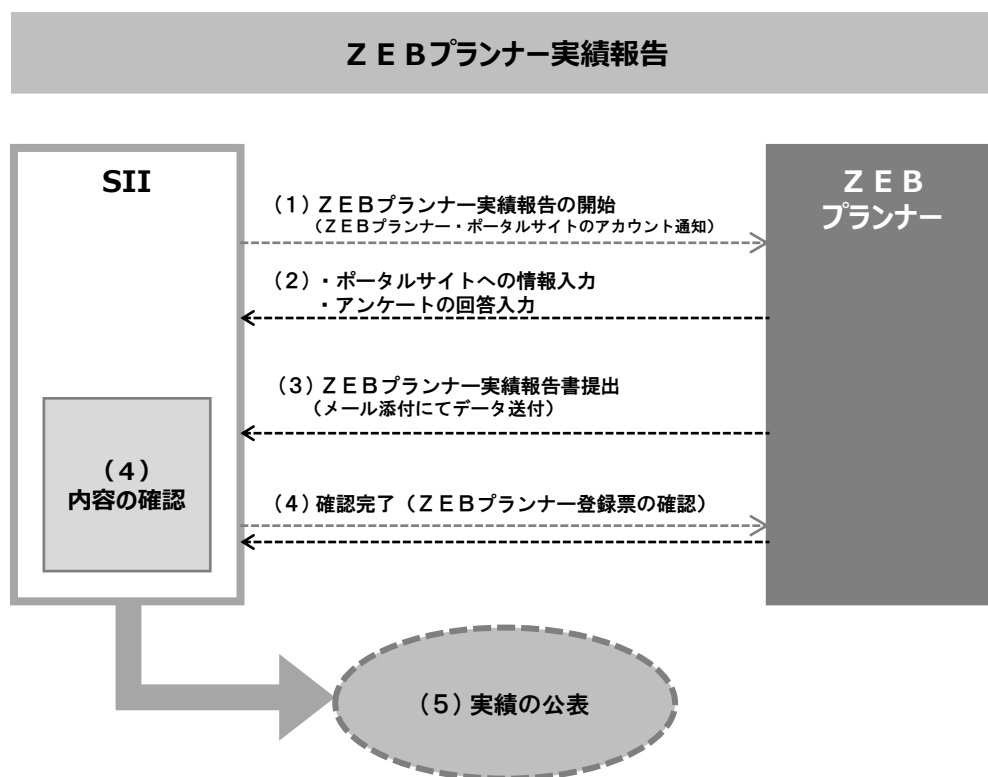 ＺＥＢプランナー実績報告
SII
ＺＥＢ
プランナー
（１）ＺＥＢプランナー実績報告の開始
（ＺＥＢプランナー・ポータルサイトのアカウント通知）
（２）・ポータルサイトへの情報入力
・アンケートの回答入力
（３）ＺＥＢプランナー実績報告書提出
（メール添付にてデータ送付）
（４）
内容の確認
（４）確認完了（ＺＥＢプランナー登録票の確認）
（５）実績の公表